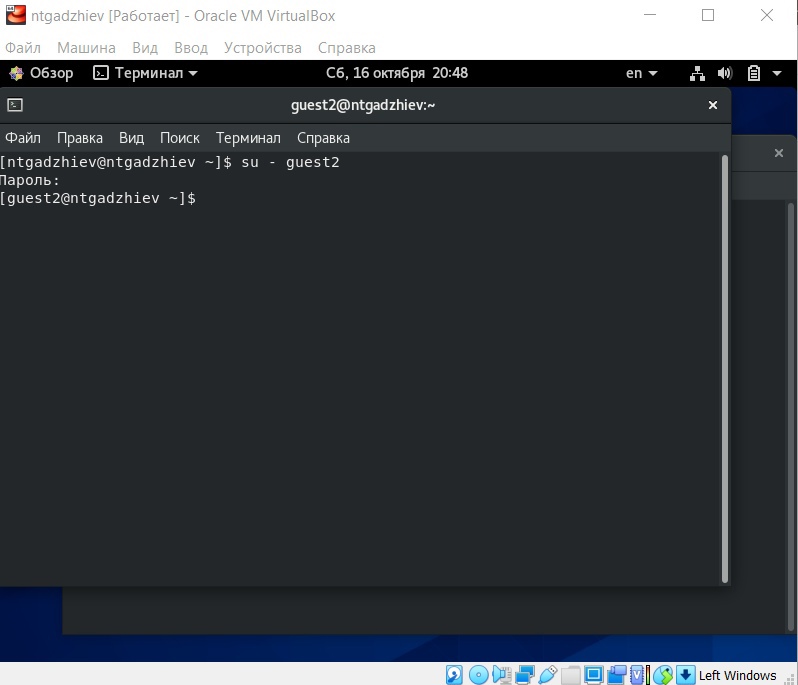 ntgadzhiev [Работает] - Oracle VM VirtualBox
Файл Машина Вид Ввод Устройства Справка
Обзор Терминал Сб, 16 октября 20:48 en
guest2@ntgadzhiev:~
Файл Правка Вид Поиск Терминал Справка
[ntgadzhiev@ntgadzhiev ~]$ su - guest2
Пароль:
[guest2@ntgadzhiev ~]$
Left Windows